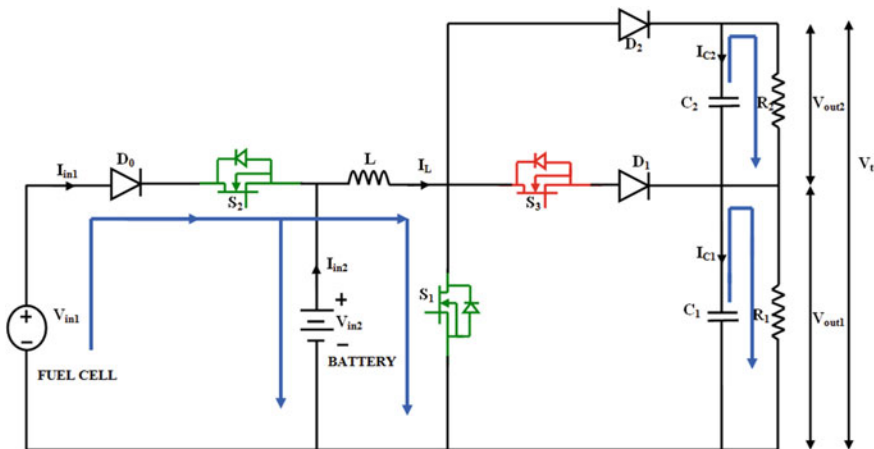 D2
IC2
C2
R2
Vout2
Vt
D0
Iin1
S2
L
IL
S3
D1
Iin2
IC1
S1
Vin1
Vin2
+
−
+
−
C1
R1
Vout1
FUEL CELL
BATTERY